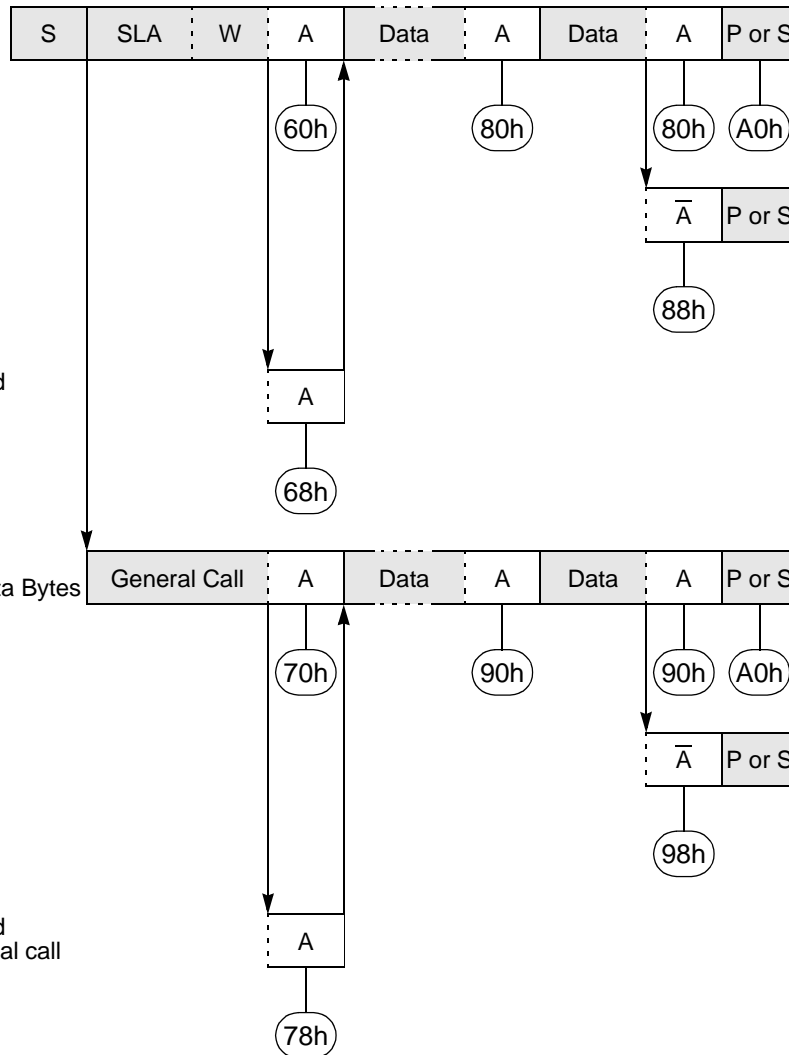 S SLA W A Data A Data A P or S
60h 80h 80h A0h
A̅ P or S
88h
A
68h
General Call A Data A Data A P or S
ta Bytes
70h 90h 90h A0h
A̅ P or S
98h
A
al call
78h